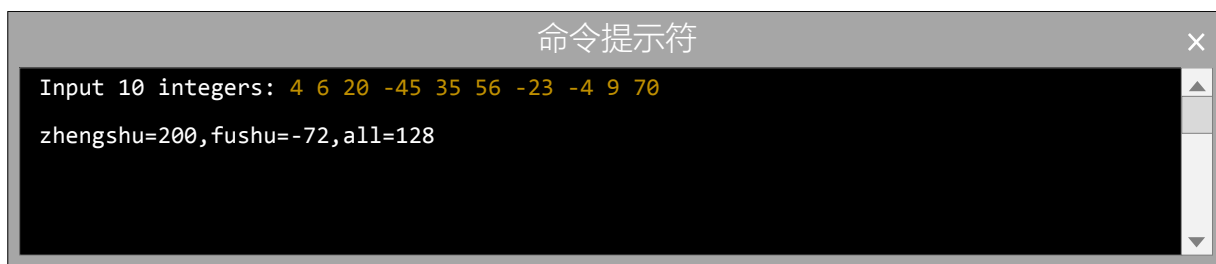 命令提示符
Input 10 integers: 4 6 20 -45 35 56 -23 -4 9 70
zhengshu=200,fushu=-72,all=128